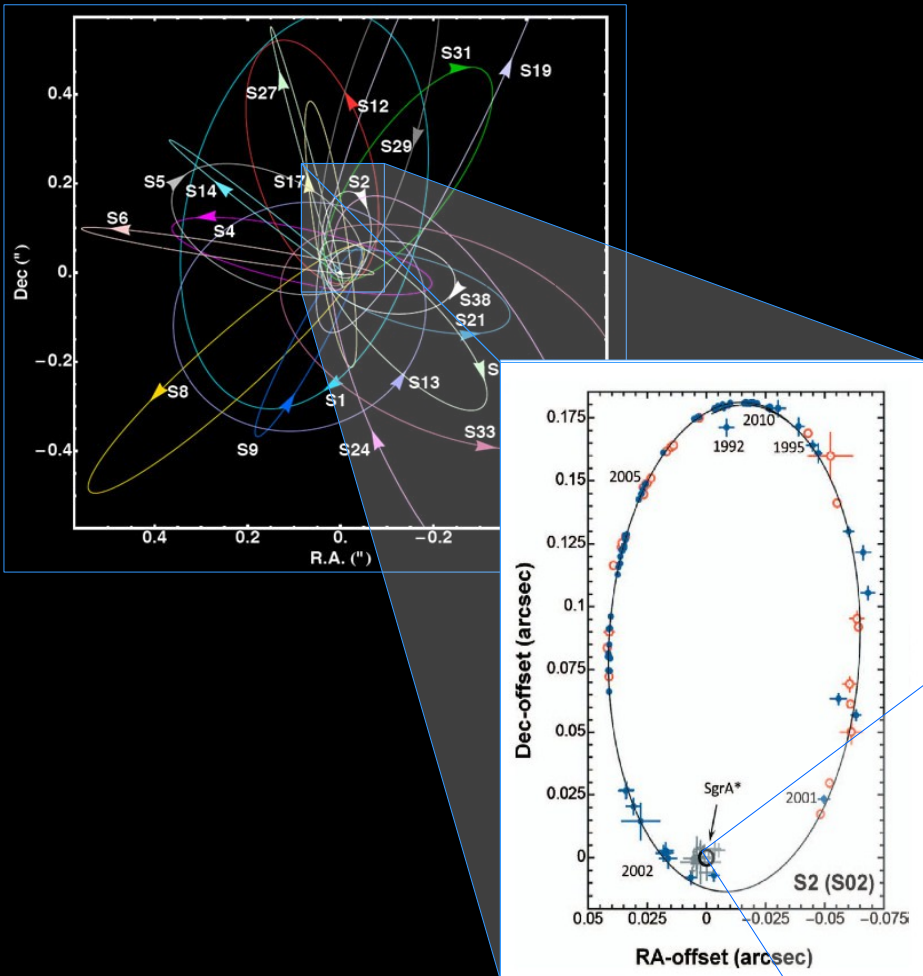 S31
S19
S27
S12
0.4
S29
S5
S14
S17
S2
0.2
S6
S4
Dec (")
0.0
S38
S21
−0.2
S8
S13
S1
S
S9
S24
S33
−0.4
0.4
0.2
0.0
−0.2
R.A. (")
0.175
2010
1992
1995
0.15
2005
0.125
0.1
Dec-offset (arcsec)
0.075
0.05
SgrA*
0.025
2001
0
2002
S2 (S02)
0.05
0.025
0
−0.025
−0.05
−0.075
RA-offset (arcsec)